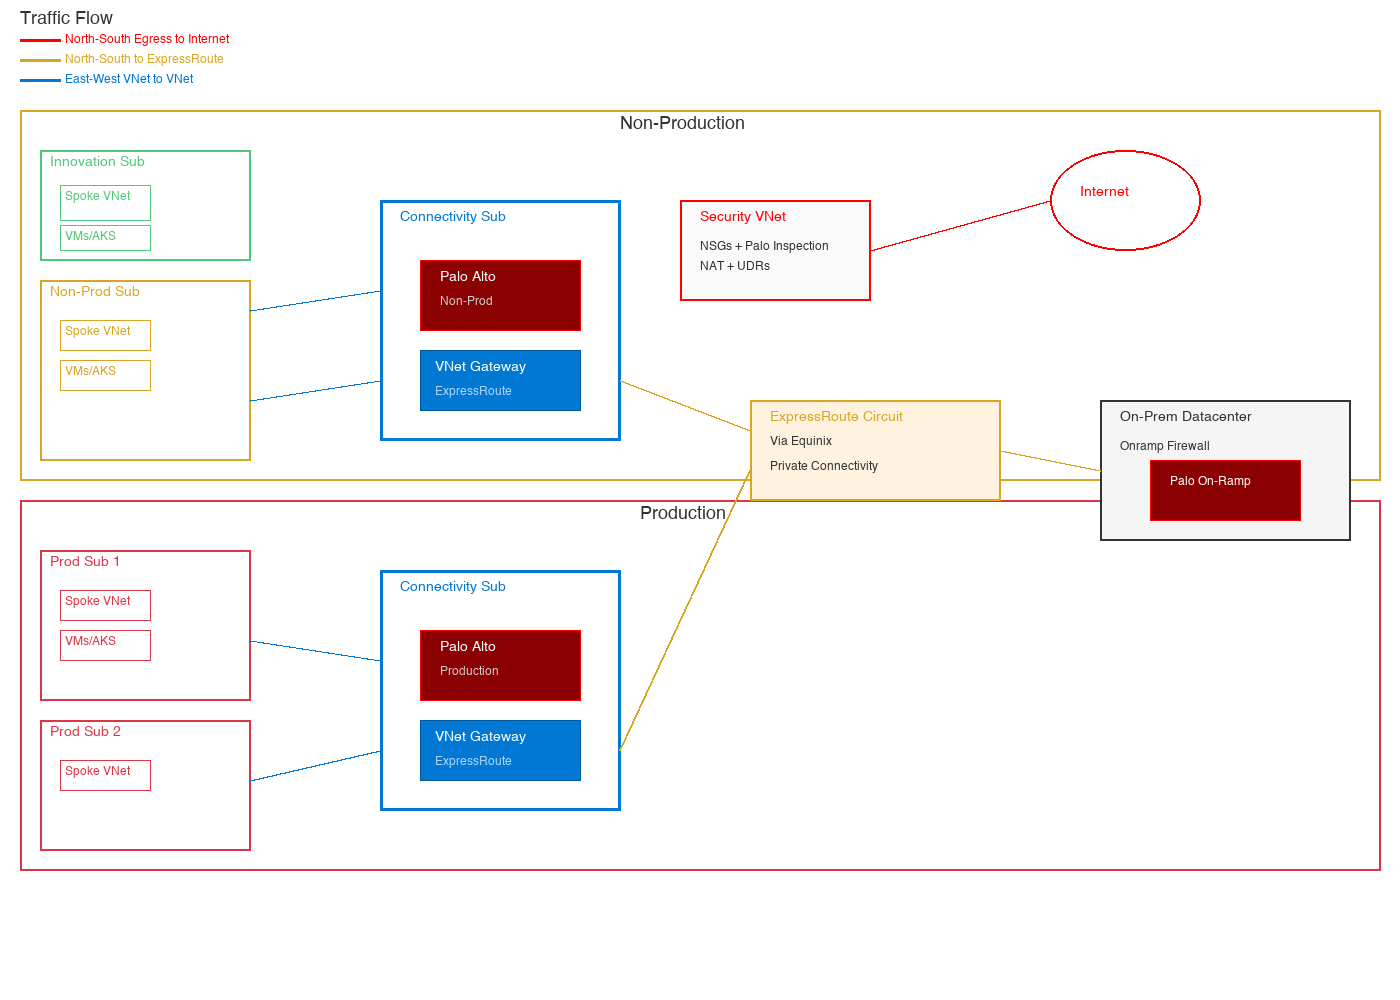 Traffic Flow
North-South Egress to Internet
North-South to ExpressRoute
East-West VNet to VNet
Non-Production
Innovation Sub
Spoke VNet
VMs/AKS
Non-Prod Sub
Spoke VNet
VMs/AKS
Connectivity Sub
Palo Alto
Non-Prod
VNet Gateway
ExpressRoute
Security VNet
NSGs + Palo Inspection
NAT + UDRs
Internet
ExpressRoute Circuit
Via Equinix
Private Connectivity
On-Prem Datacenter
Onramp Firewall
Palo On-Ramp
Production
Prod Sub 1
Spoke VNet
VMs/AKS
Prod Sub 2
Spoke VNet
Connectivity Sub
Palo Alto
Production
VNet Gateway
ExpressRoute